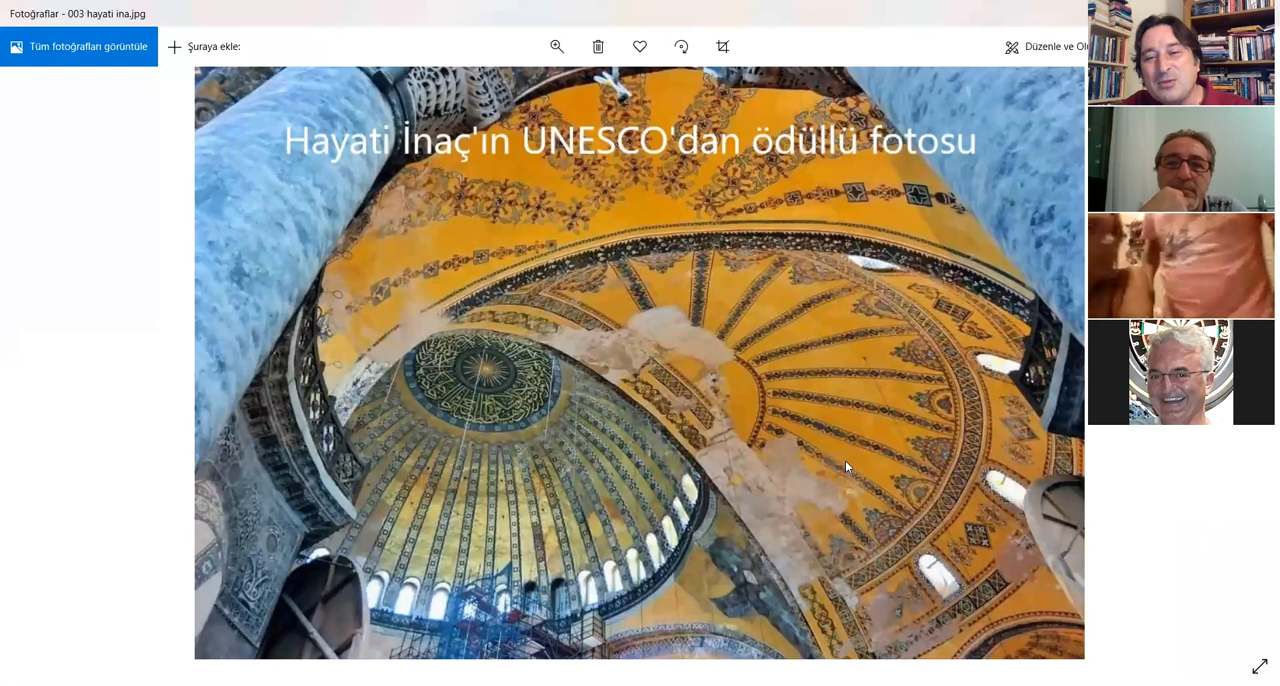 Fotoğraflar - 003 hayati ina.jpg
Tüm fotoğrafları görüntüle
Şuraya ekle:
Düzenle ve Ol
Hayati İnaç'ın UNESCO'dan ödüllü fotosu